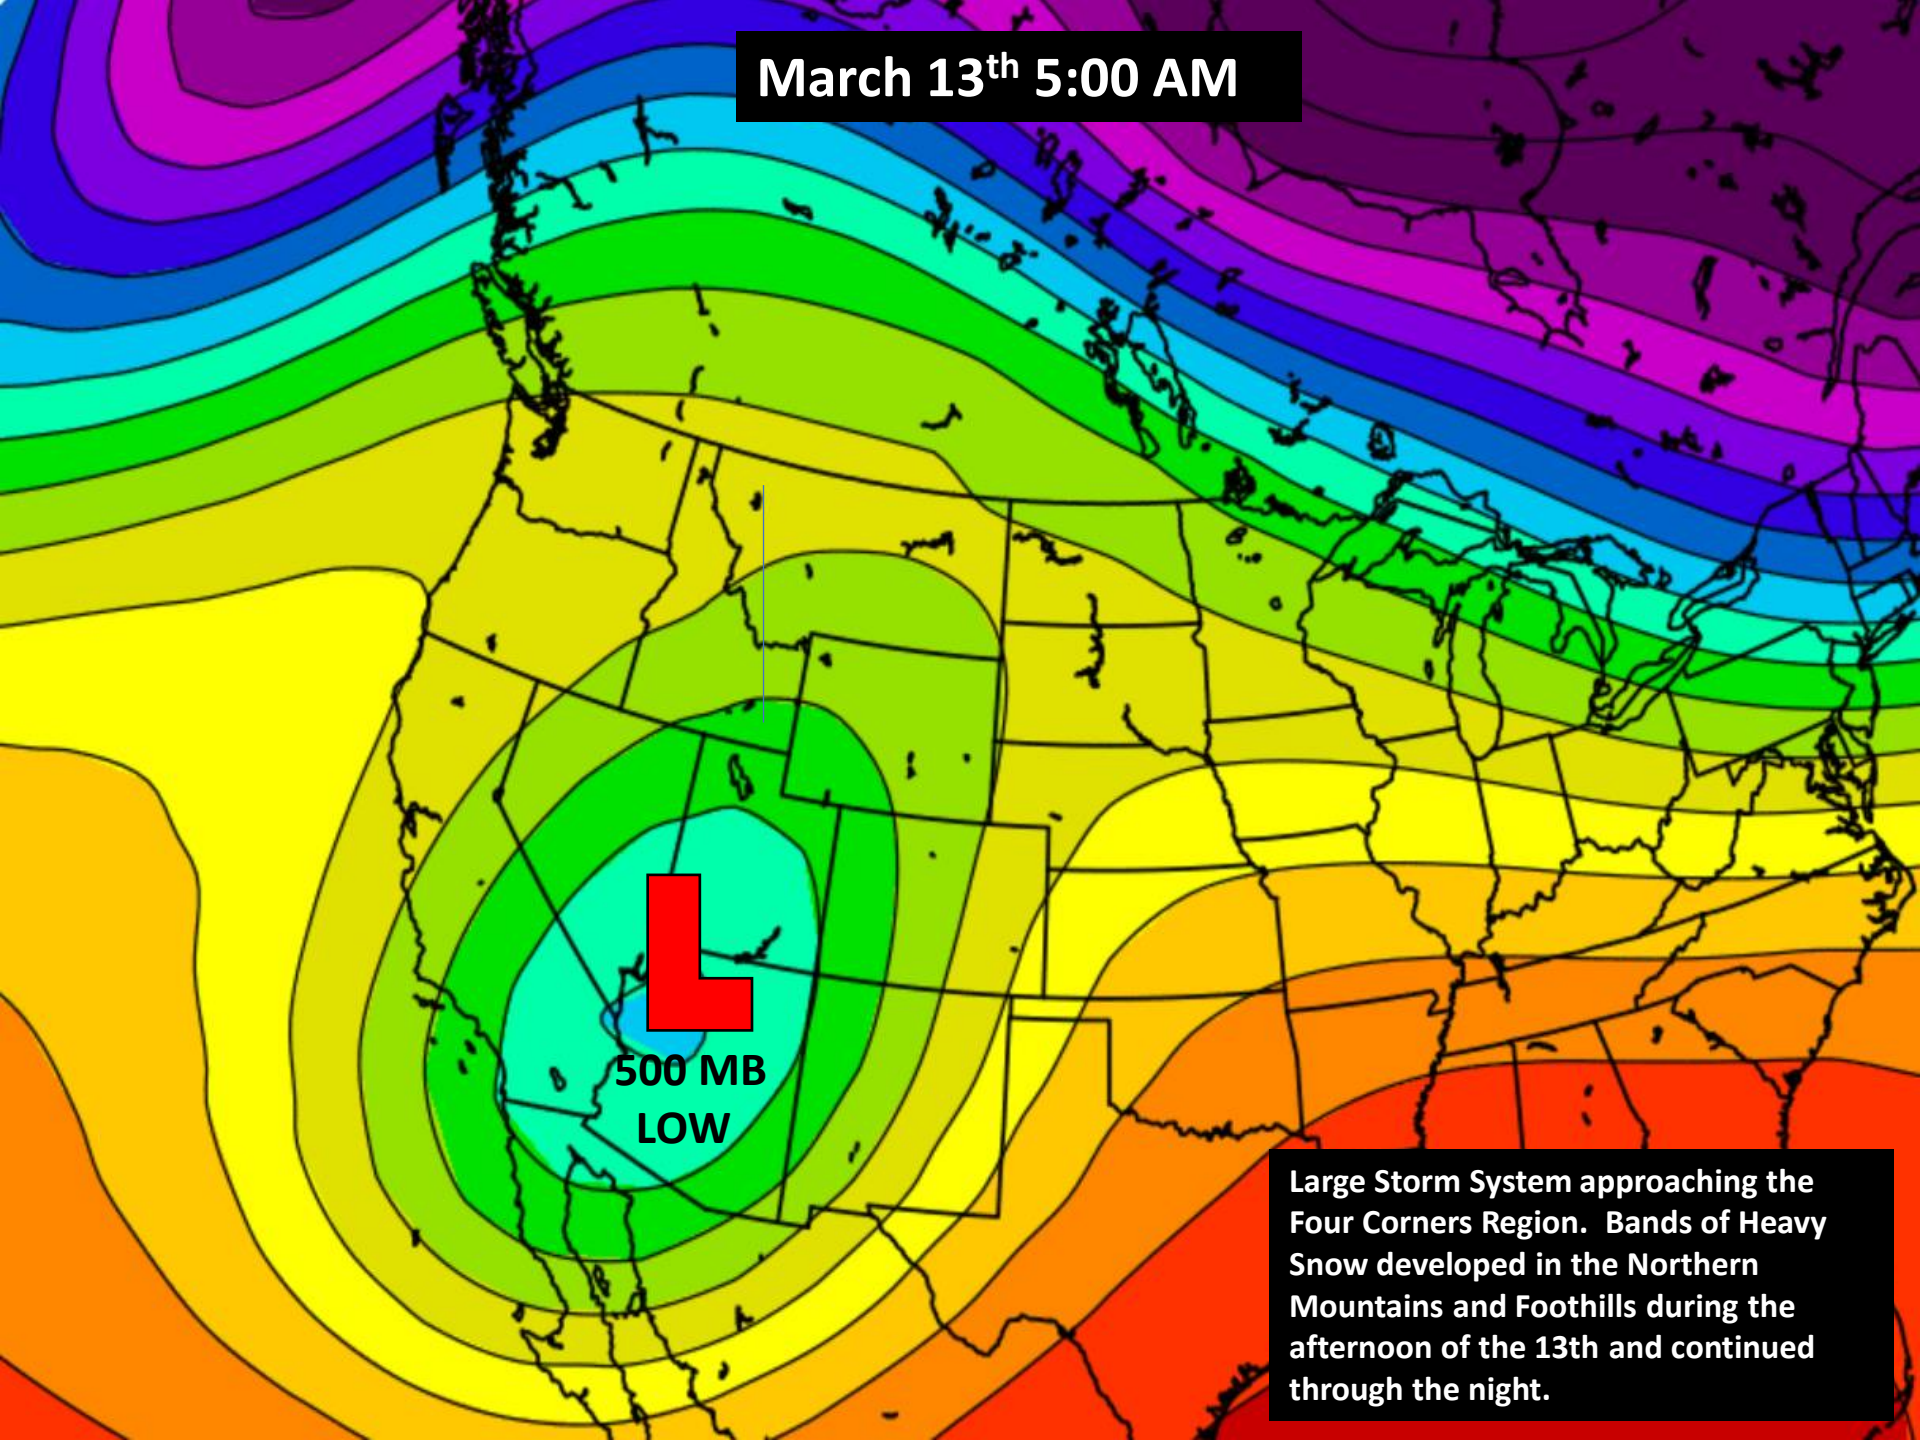 March 13th 5:00 AM
L
500 MB
LOW
Large Storm System approaching the
Four Corners Region.  Bands of Heavy
Snow developed in the Northern
Mountains and Foothills during the
afternoon of the 13th and continued
through the night.